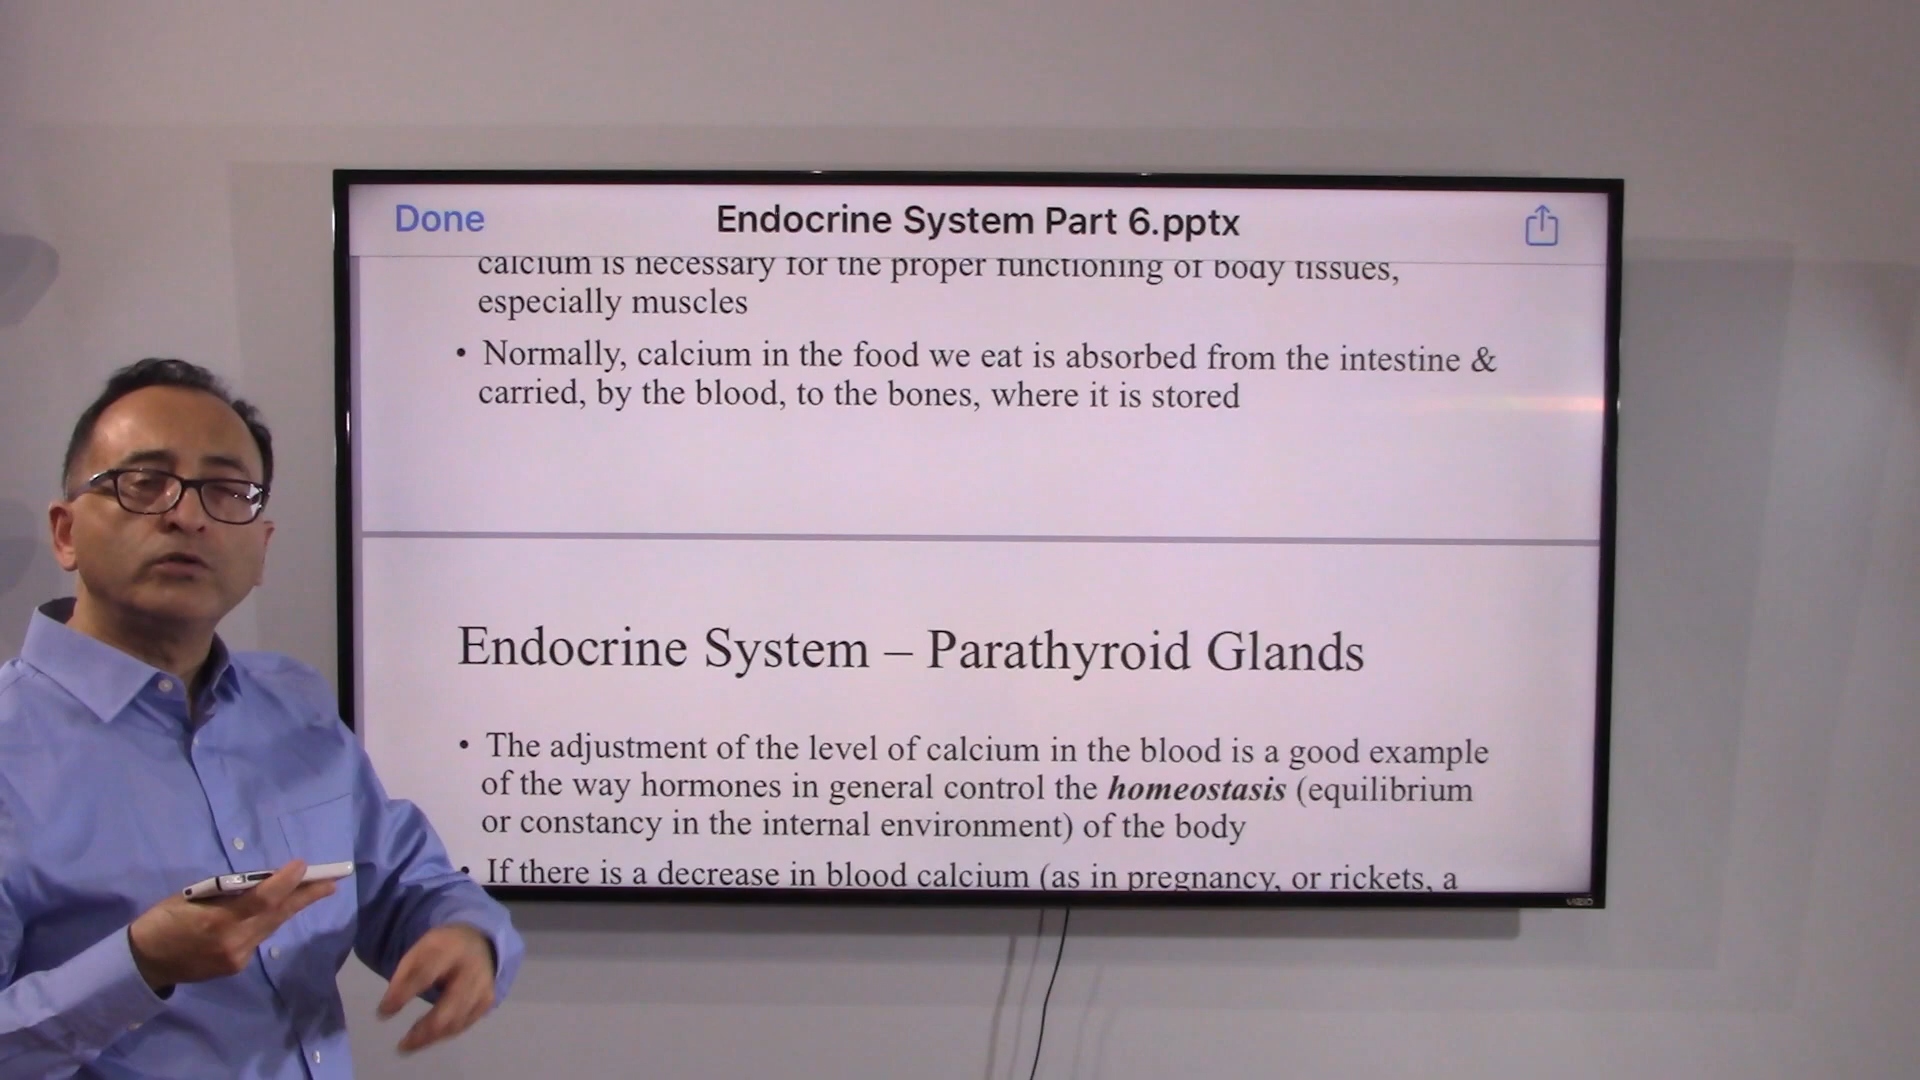 Done
Endocrine System Part 6.pptx
calcium is necessary for the proper functioning of body tissues,
especially muscles
• Normally, calcium in the food we eat is absorbed from the intestine &
carried, by the blood, to the bones, where it is stored
Endocrine System – Parathyroid Glands
• The adjustment of the level of calcium in the blood is a good example
of the way hormones in general control the homeostasis (equilibrium
or constancy in the internal environment) of the body
• If there is a decrease in blood calcium (as in pregnancy, or rickets, a
VIZIO